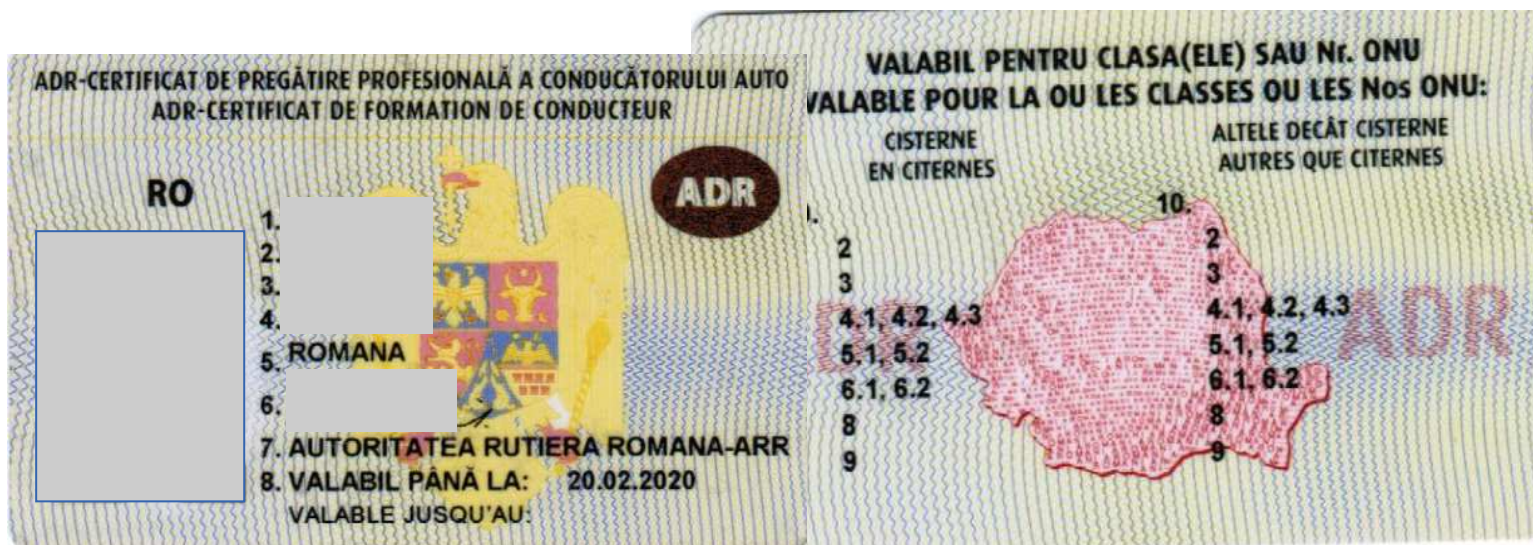 ADR-CERTIFICAT DE PREGĂTIRE PROFESIONALĂ A CONDUCĂTORULUI AUTO
ADR-CERTIFICAT DE FORMATION DE CONDUCTEUR
RO
ADR
1.
2.
3.
4.
5. ROMANA
6.
7. AUTORITATEA RUTIERA ROMANA-ARR
8. VALABIL PÂNĂ LA: 20.02.2020
VALABLE JUSQU'AU:
VALABIL PENTRU CLASA(ELE) SAU Nr. ONU
VALABLE POUR LA OU LES CLASSES OU LES Nos ONU:
CISTERNE
EN CITERNES
2
3
4.1, 4.2, 4.3
5.1, 5.2
6.1, 6.2
8
9
ALTELE DECÂT CISTERNE
AUTRES QUE CITERNES
10.
2
3
4.1, 4.2, 4.3
5.1, 5.2
6.1, 6.2
8
9
ADR